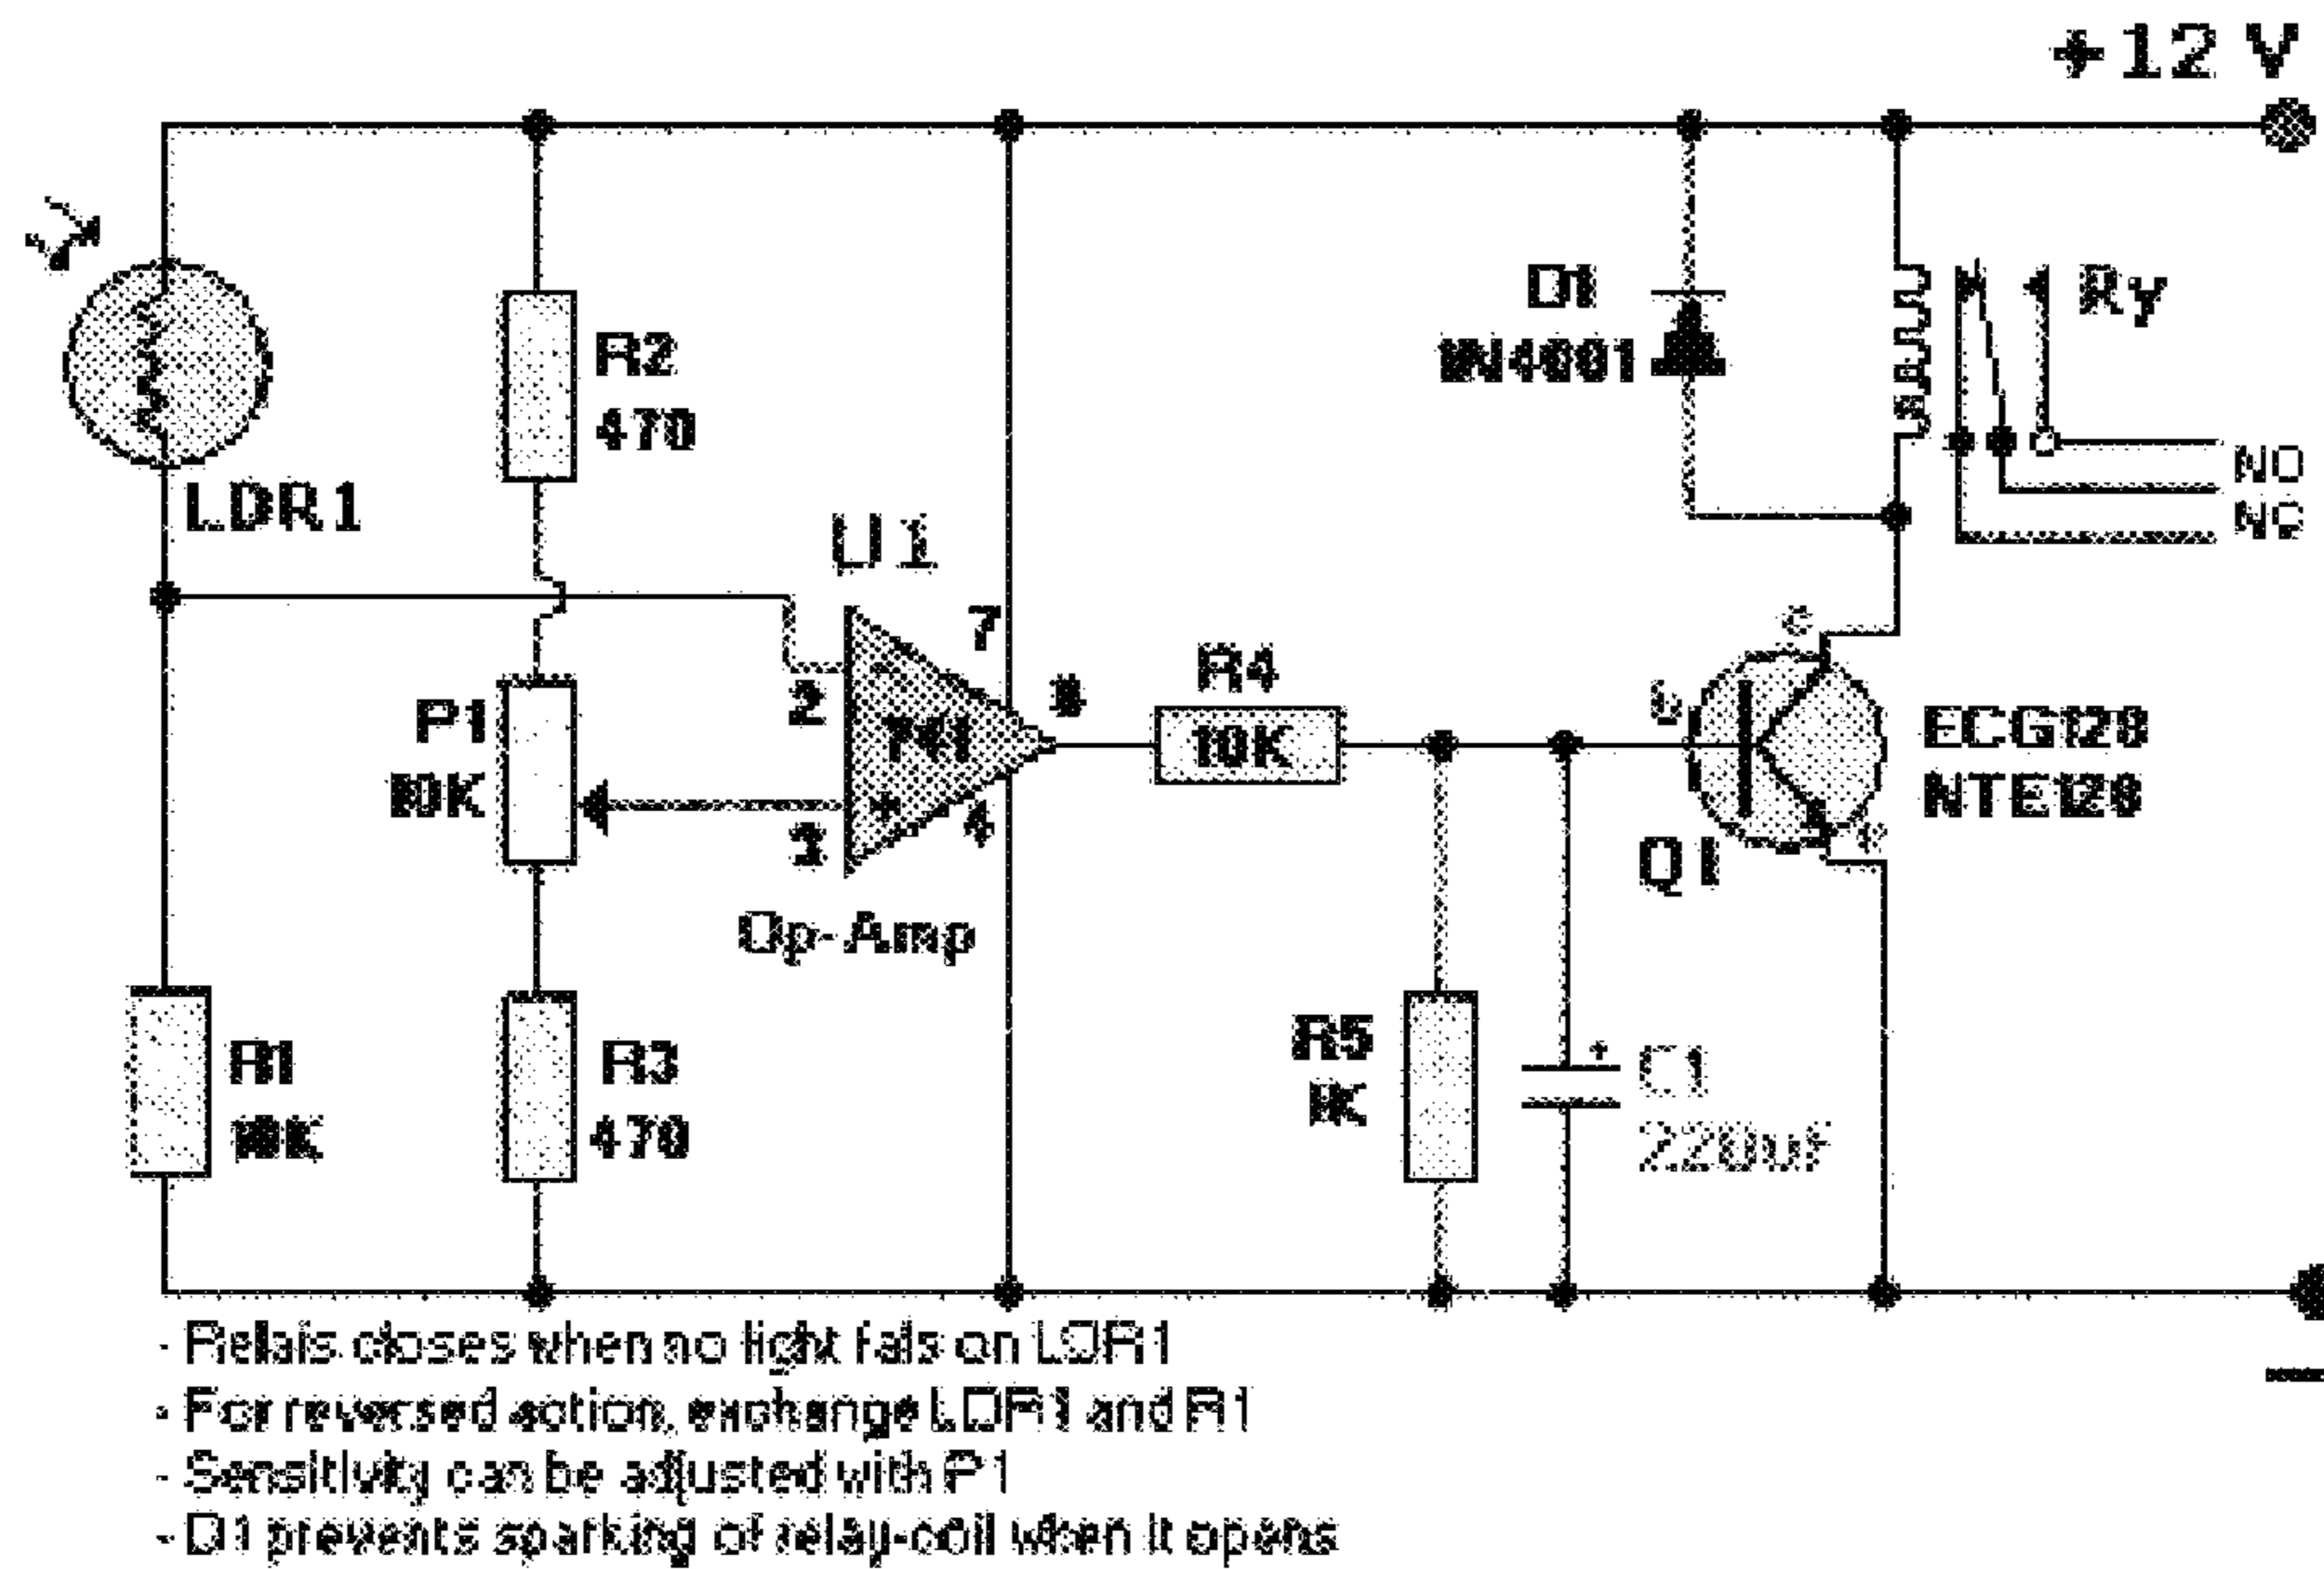 +12 V
D1
1N4001
Ry
R2
470
LDR1
NO
NC
U1
7
2
741
6
R4
10K
c
b
P1
10K
3
4
Q1
e
Op-Amp
R1
10K
R3
470
R5
1K
+
C1
220uf
- Relais closes when no light falls on LDR1
- For reversed action, exchange LDR1 and R1
- Sensitivity can be adjusted with P1
- D1 prevents sparking of relay-coil when it opens